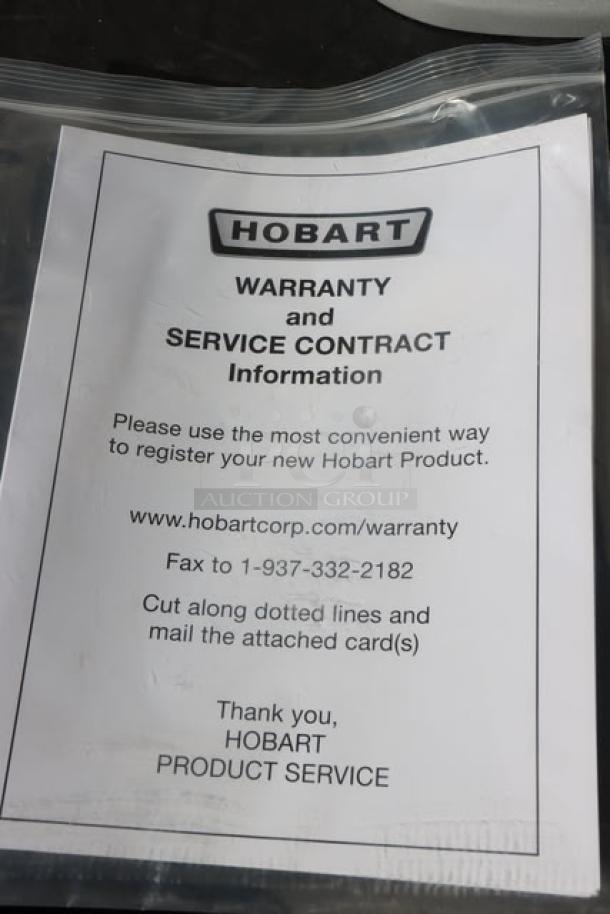 HOBART
WARRANTY
and
SERVICE CONTRACT
Information
Please use the most convenient way
to register your new Hobart Product.
PCI
AUCTION GROUP
www.hobartcorp.com/warranty
Fax to 1-937-332-2182
Cut along dotted lines and
mail the attached card(s)
Thank you,
HOBART
PRODUCT SERVICE